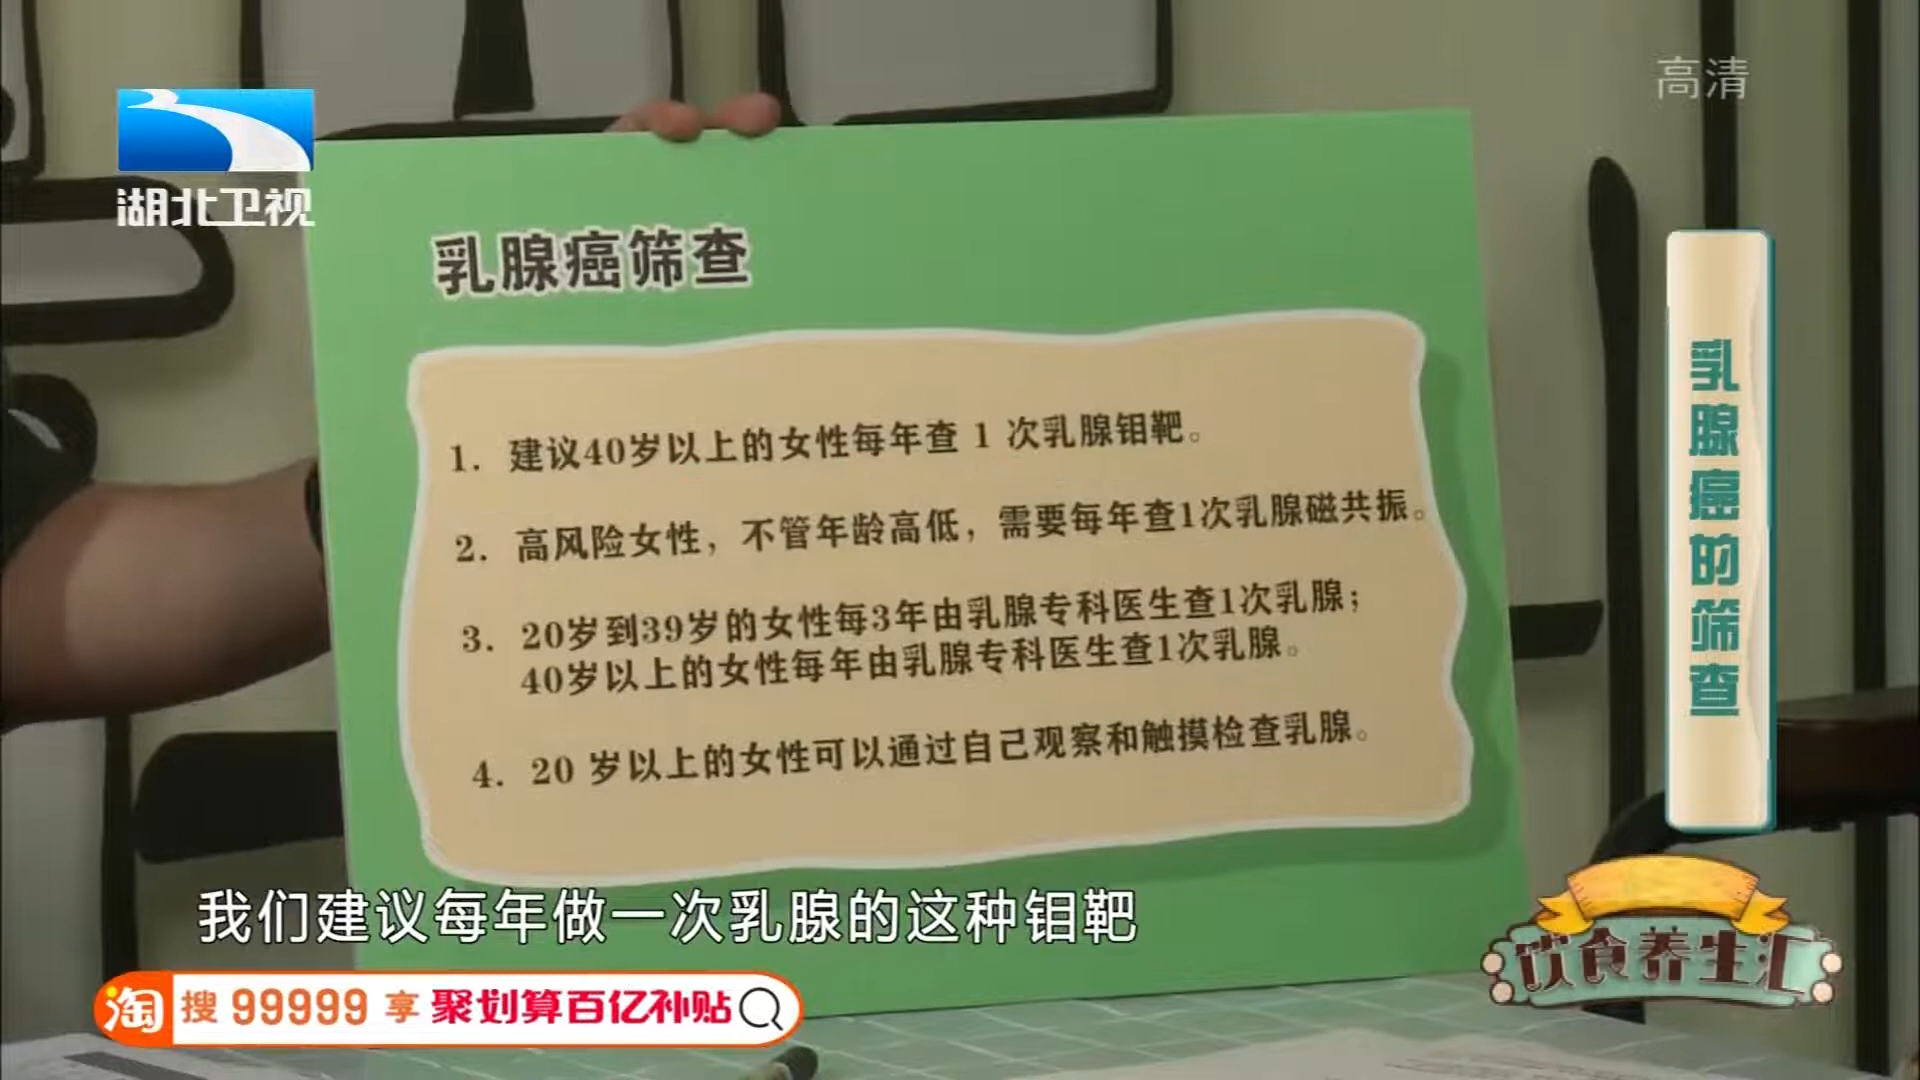 高清
湖北卫视
乳腺癌筛查
1. 建议40岁以上的女性每年查 1 次乳腺钼靶。
2. 高风险女性，不管年龄高低，需要每年查1次乳腺磁共振。
3. 20岁到39岁的女性每3年由乳腺专科医生查1次乳腺；
40岁以上的女性每年由乳腺专科医生查1次乳腺。
4. 20 岁以上的女性可以通过自己观察和触摸检查乳腺。
乳腺癌的筛查
我们建议每年做一次乳腺的这种钼靶
饮食养生汇
淘 搜 99999 享 聚划算百亿补贴